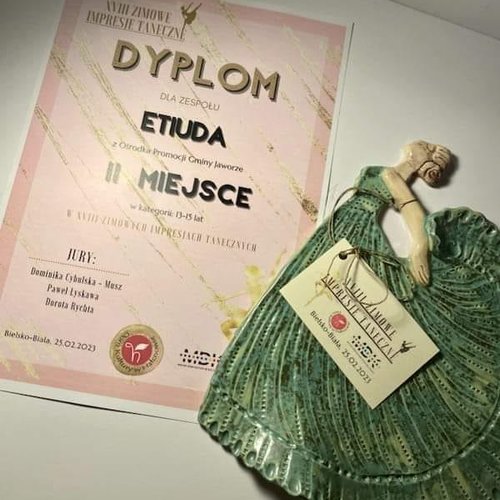 XVIII ZIMOWE
IMPRESJE TANECZNE
DYPLOM
DLA ZESPOŁU
ETIUDA
z Ośrodka Promocji Gminy Jaworze
II MIEJSCE
w kategorii: 13-15 lat
W XVIII ZIMOWYCH IMPRESJACH TANECZNYCH
JURY:
Dominika Cybulska - Musz
Paweł Łyskawa
Dorota Rychta
Bielsko-Biała, 25.02.2023
MDK
XVIII ZIMOWE
IMPRESJE TANECZNE
Bielsko-Biała, 25.02.2023
MDK